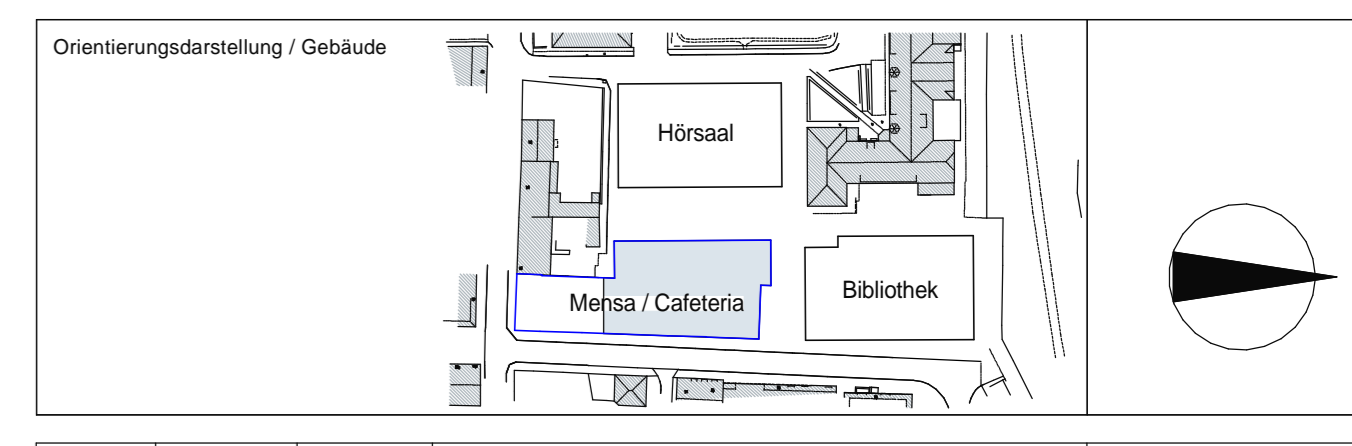 Orientierungsdarstellung / Gebäude
Hörsaal
Mensa / Cafeteria
Bibliothek